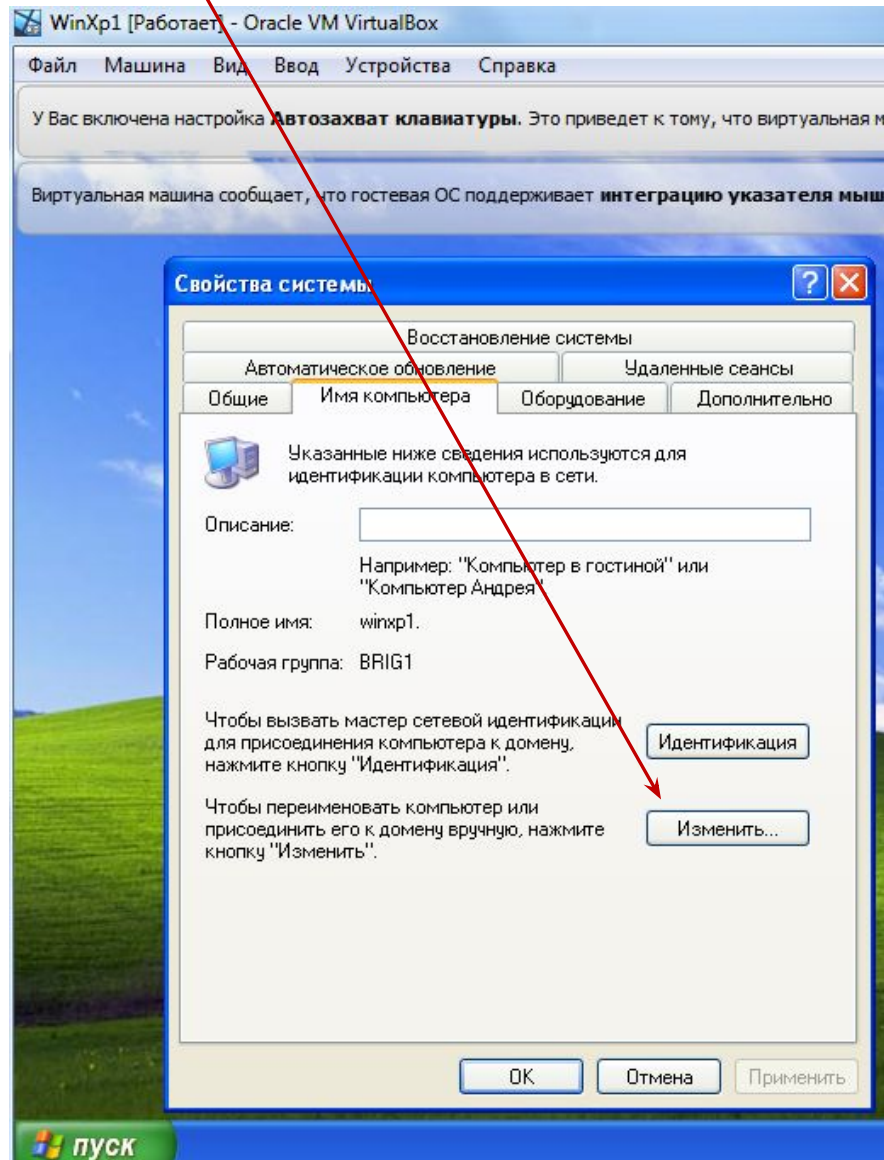 WinXp1 [Работает] - Oracle VM VirtualBox
Файл Машина Вид Ввод Устройства Справка
У Вас включена настройка Автозахват клавиатуры. Это приведет к тому, что виртуальная
Виртуальная машина сообщает, что гостевая ОС поддерживает интеграцию указателя
Свойства системы
Восстановление системы
Автоматическое обновление Удаленные сеансы
Общие Имя компьютера Оборудование Дополнительно
Указанные ниже сведения используются для
идентификации компьютера в сети.
Описание:
Например: "Компьютер в гостиной" или
"Компьютер Андрея"
Полное имя: winxp1.
Рабочая группа: BRIG1
Чтобы вызвать мастер сетевой идентификации
для присоединения компьютера к домену,
нажмите кнопку "Идентификация".
Идентификация
Чтобы переименовать компьютер или
присоединить его к домену вручную, нажмите
кнопку "Изменить".
Изменить...
OK Отмена Применить
пуск